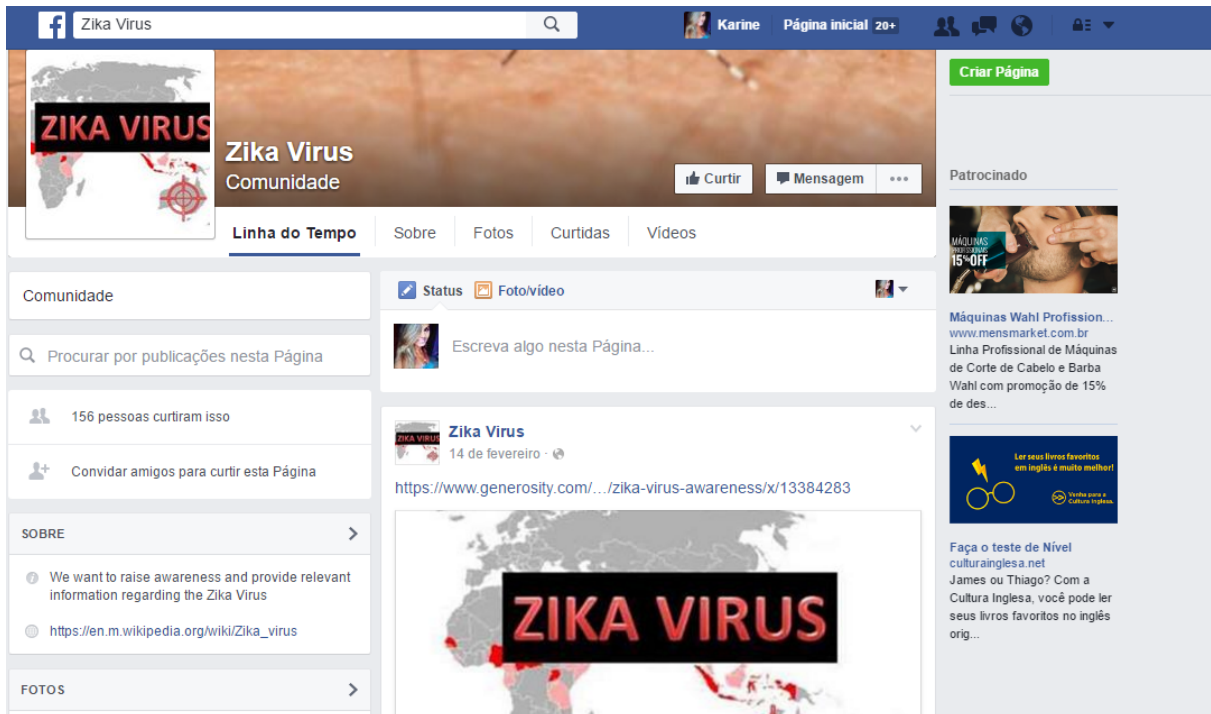 Zika Virus
Karine
Página inicial 20+
ZIKA VIRUS
Zika Virus
Comunidade
Curtir
Mensagem
Linha do Tempo
Sobre
Fotos
Curtidas
Vídeos
Criar Página
Patrocinado
Comunidade
Procurar por publicações nesta Página
156 pessoas curtiram isso
Convidar amigos para curtir esta Página
SOBRE
We want to raise awareness and provide relevant
information regarding the Zika Virus
https://en.m.wikipedia.org/wiki/Zika_virus
FOTOS
Status
Foto/vídeo
Escreva algo nesta Página...
ZIKA VIRUS
Zika Virus
14 de fevereiro
https://www.generosity.com/.../zika-virus-awareness/x/13384283
ZIKA VIRUS
MÁQUINAS
PROFISSIONAIS
15% OFF
Máquinas Wahl Profission...
www.mensmarket.com.br
Linha Profissional de Máquinas
de Corte de Cabelo e Barba
Wahl com promoção de 15%
de des...
Ler seus livros favoritos
em inglês é muito melhor!
Venha para a
Cultura Inglesa.
Faça o teste de Nível
culturainglesa.net
James ou Thiago? Com a
Cultura Inglesa, você pode ler
seus livros favoritos no inglês
orig...